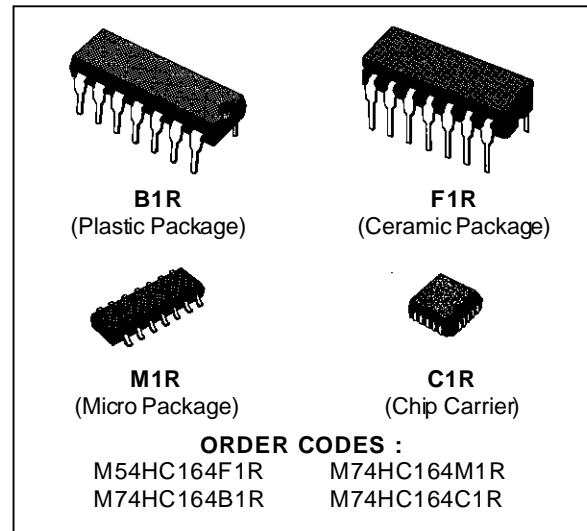 B1R
(Plastic Package)
F1R
(Ceramic Package)
M1R
(Micro Package)
C1R
(Chip Carrier)
ORDER CODES :
M54HC164F1R M74HC164M1R
M74HC164B1R M74HC164C1R